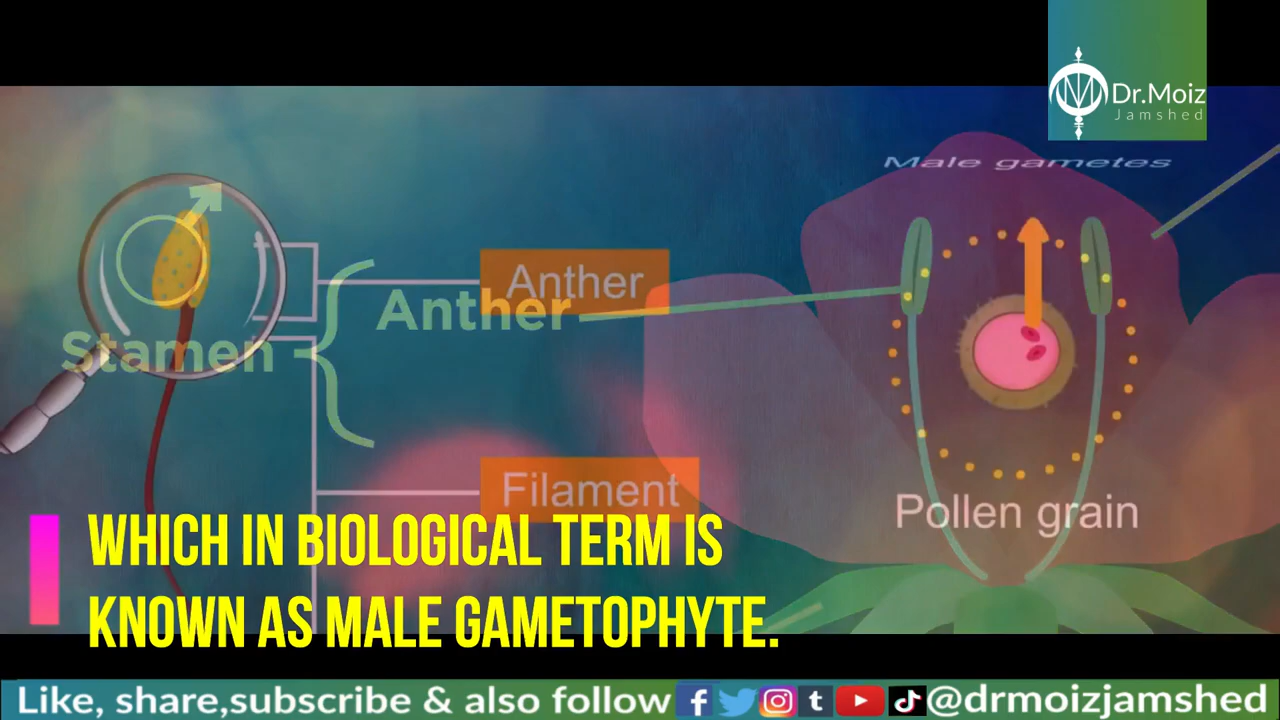 Dr.Moiz
Jamshed
Male gametes
Anther
Anther
Stamen
Filament
Pollen grain
WHICH IN BIOLOGICAL TERM IS
KNOWN AS MALE GAMETOPHYTE.
Like, share,subscribe & also follow @drmoizjamshed